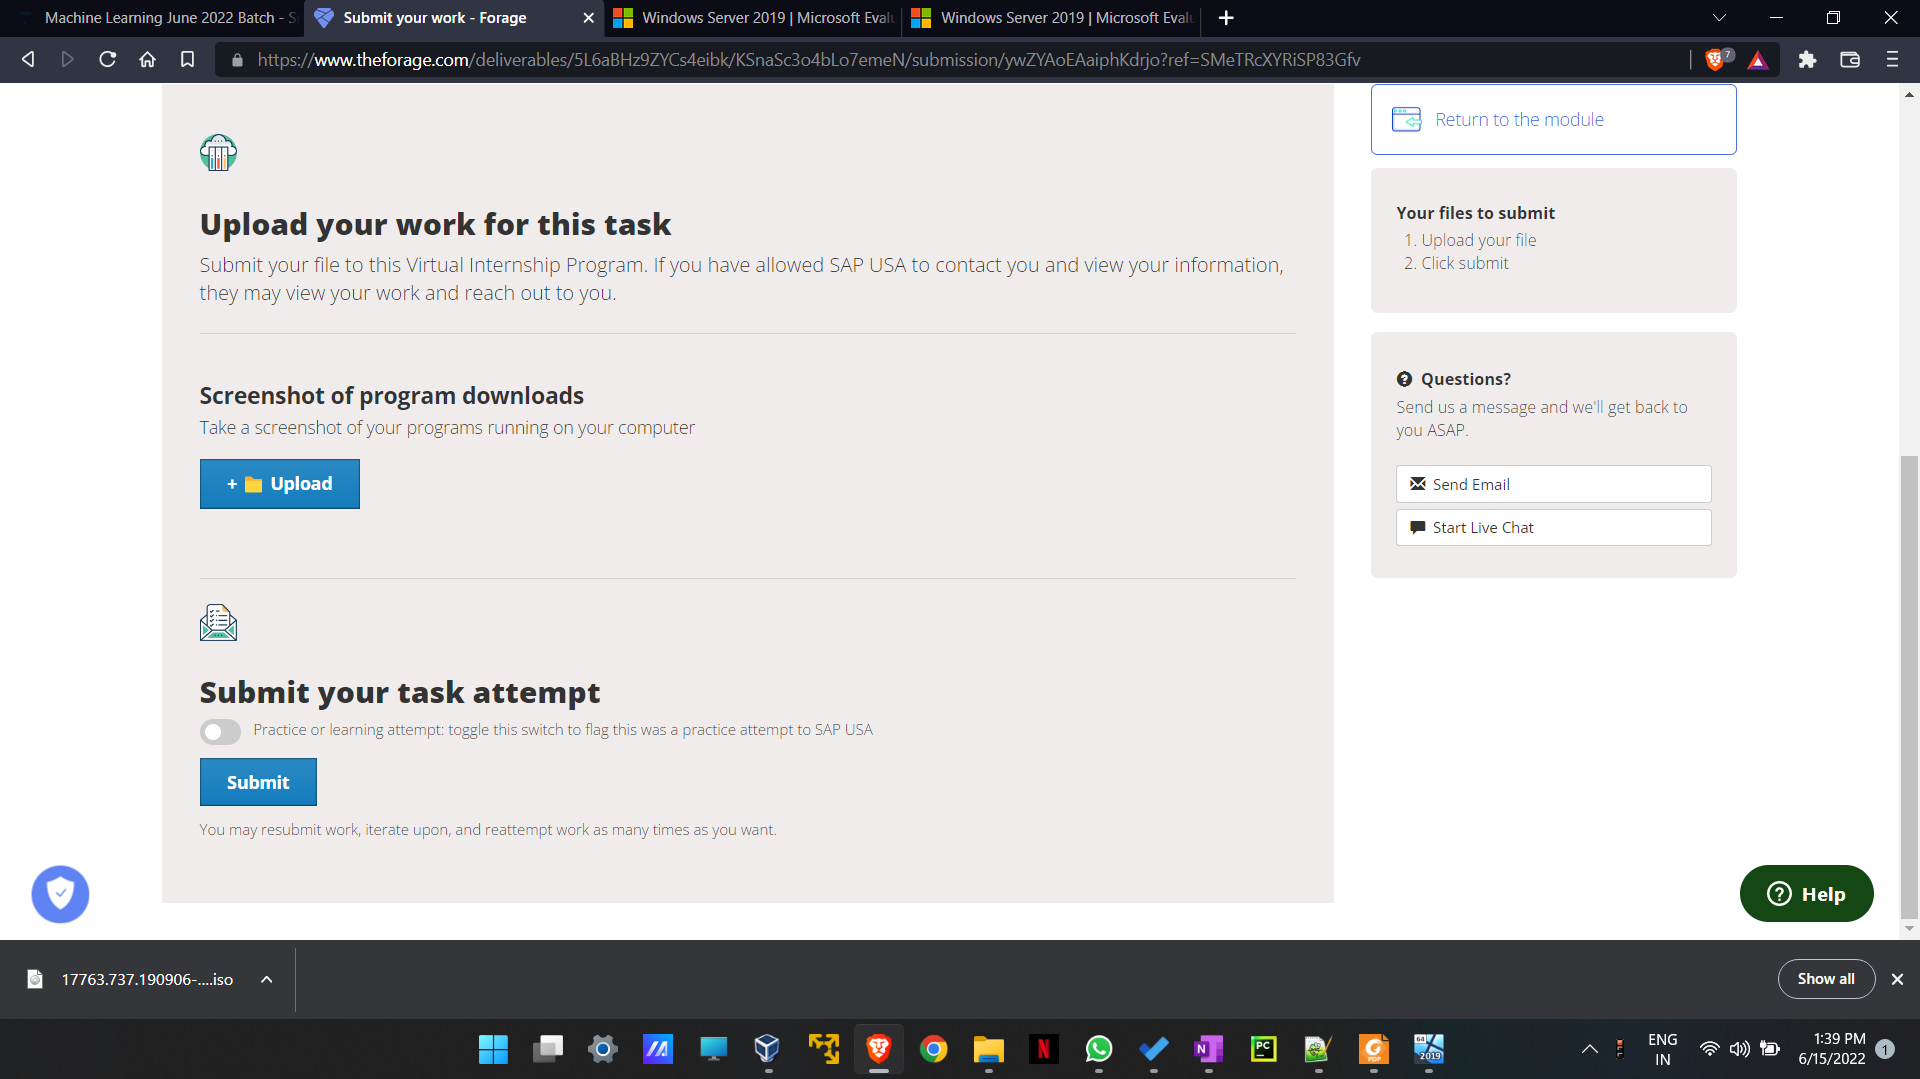 Machine Learning June 2022 Batch - S
Submit your work - Forage
Windows Server 2019 | Microsoft Evalu
Windows Server 2019 | Microsoft Evalu
https://www.theforage.com/deliverables/5L6aBHz9ZYCs4eibk/KSnaSc3o4bLo7emeN/submission/ywZYAoEAaiphKdrjo?ref=SMeTRcXYRiSP83Gfv
7
Upload your work for this task
Submit your file to this Virtual Internship Program. If you have allowed SAP USA to contact you and view your information,
they may view your work and reach out to you.
Screenshot of program downloads
Take a screenshot of your programs running on your computer
+ Upload
Submit your task attempt
Practice or learning attempt: toggle this switch to flag this was a practice attempt to SAP USA
Submit
You may resubmit work, iterate upon, and reattempt work as many times as you want.
Return to the module
Your files to submit
1. Upload your file
2. Click submit
Questions?
Send us a message and we'll get back to
you ASAP.
Send Email
Start Live Chat
Help
17763.737.190906-....iso
Show all
N
N
PC
PDF
64
2019
ENG
IN
1:39 PM
6/15/2022
1